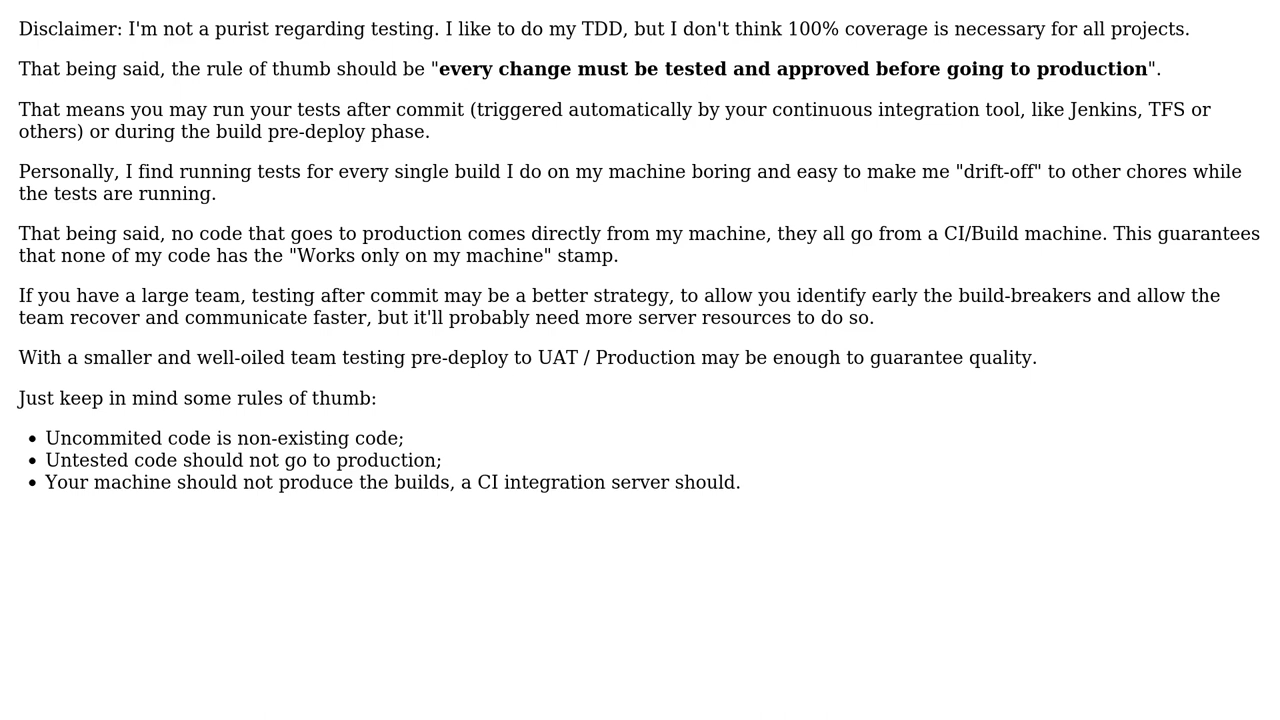 Disclaimer: I'm not a purist regarding testing. I like to do my TDD, but I don't think 100% coverage is necessary for all projects.
That being said, the rule of thumb should be "every change must be tested and approved before going to production".
That means you may run your tests after commit (triggered automatically by your continuous integration tool, like Jenkins, TFS or
others) or during the build pre-deploy phase.
Personally, I find running tests for every single build I do on my machine boring and easy to make me "drift-off" to other chores while
the tests are running.
That being said, no code that goes to production comes directly from my machine, they all go from a CI/Build machine. This guarantees
that none of my code has the "Works only on my machine" stamp.
If you have a large team, testing after commit may be a better strategy, to allow you identify early the build-breakers and allow the
team recover and communicate faster, but it'll probably need more server resources to do so.
With a smaller and well-oiled team testing pre-deploy to UAT / Production may be enough to guarantee quality.
Just keep in mind some rules of thumb:
• Uncommited code is non-existing code;
• Untested code should not go to production;
• Your machine should not produce the builds, a CI integration server should.